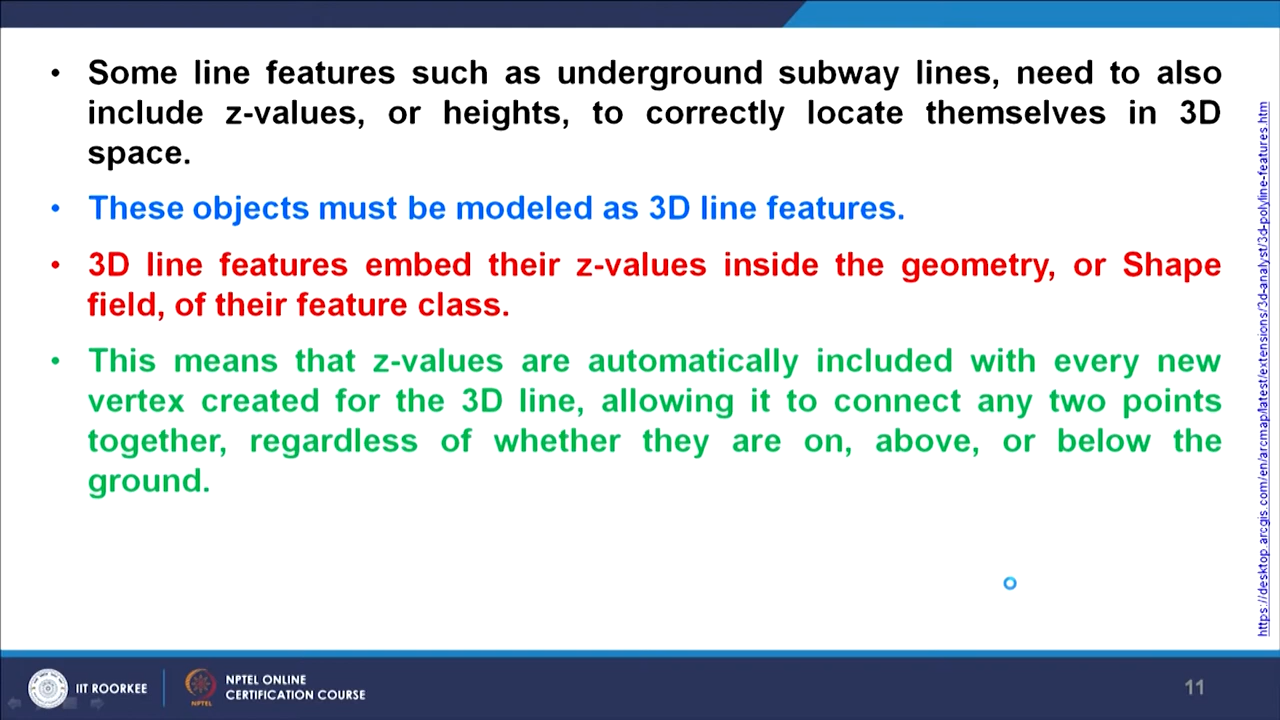 • Some line features such as underground subway lines, need to also
include z-values, or heights, to correctly locate themselves in 3D
space.
• These objects must be modeled as 3D line features.
• 3D line features embed their z-values inside the geometry, or Shape
field, of their feature class.
• This means that z-values are automatically included with every new
vertex created for the 3D line, allowing it to connect any two points
together, regardless of whether they are on, above, or below the
ground.
https://desktop.arcgis.com/en/arcmap/latest/extensions/3d-analyst/3d-polyline-features.htm
IIT ROORKEE
NPTEL
NPTEL ONLINE
CERTIFICATION COURSE
11